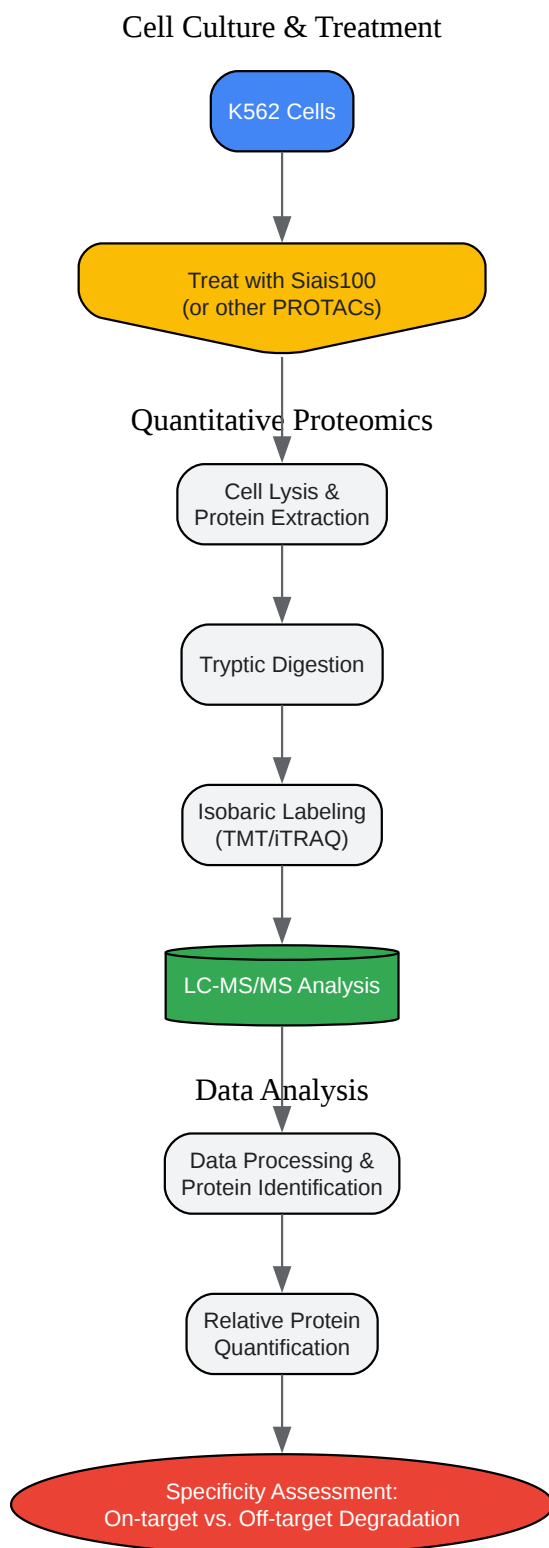 Cell Culture & Treatment
K562 Cells
Treat with Siais100
(or other PROTACs)
Quantitative Proteomics
Cell Lysis &
Protein Extraction
Tryptic Digestion
Isobaric Labeling
(TMT/iTRAQ)
LC-MS/MS Analysis
Data Analysis
Data Processing &
Protein Identification
Relative Protein
Quantification
Specificity Assessment:
On-target vs. Off-target Degradation